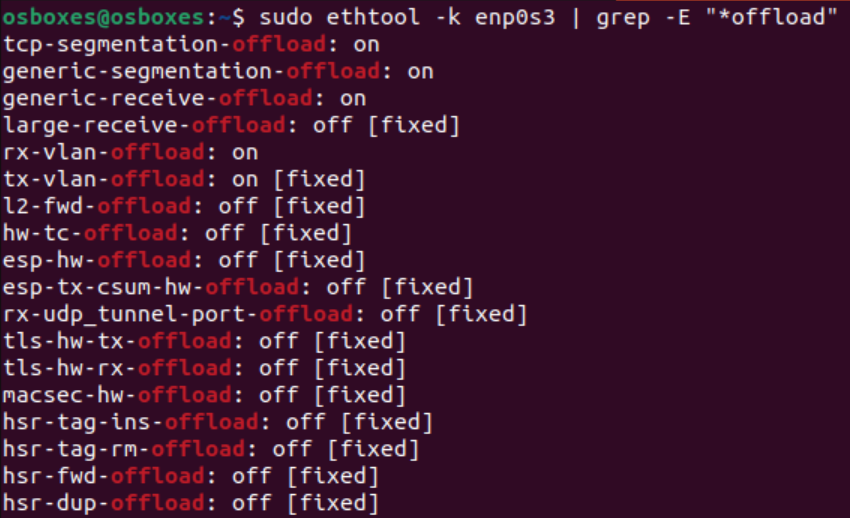 osboxes@osboxes:~$ sudo ethtool -k enp0s3 | grep -E "*offload"
tcp-segmentation-offload: on
generic-segmentation-offload: on
generic-receive-offload: on
large-receive-offload: off [fixed]
rx-vlan-offload: on
tx-vlan-offload: on [fixed]
l2-fwd-offload: off [fixed]
hw-tc-offload: off [fixed]
esp-hw-offload: off [fixed]
esp-tx-csum-hw-offload: off [fixed]
rx-udp_tunnel-port-offload: off [fixed]
tls-hw-tx-offload: off [fixed]
tls-hw-rx-offload: off [fixed]
macsec-hw-offload: off [fixed]
hsr-tag-ins-offload: off [fixed]
hsr-tag-rm-offload: off [fixed]
hsr-fwd-offload: off [fixed]
hsr-dup-offload: off [fixed]